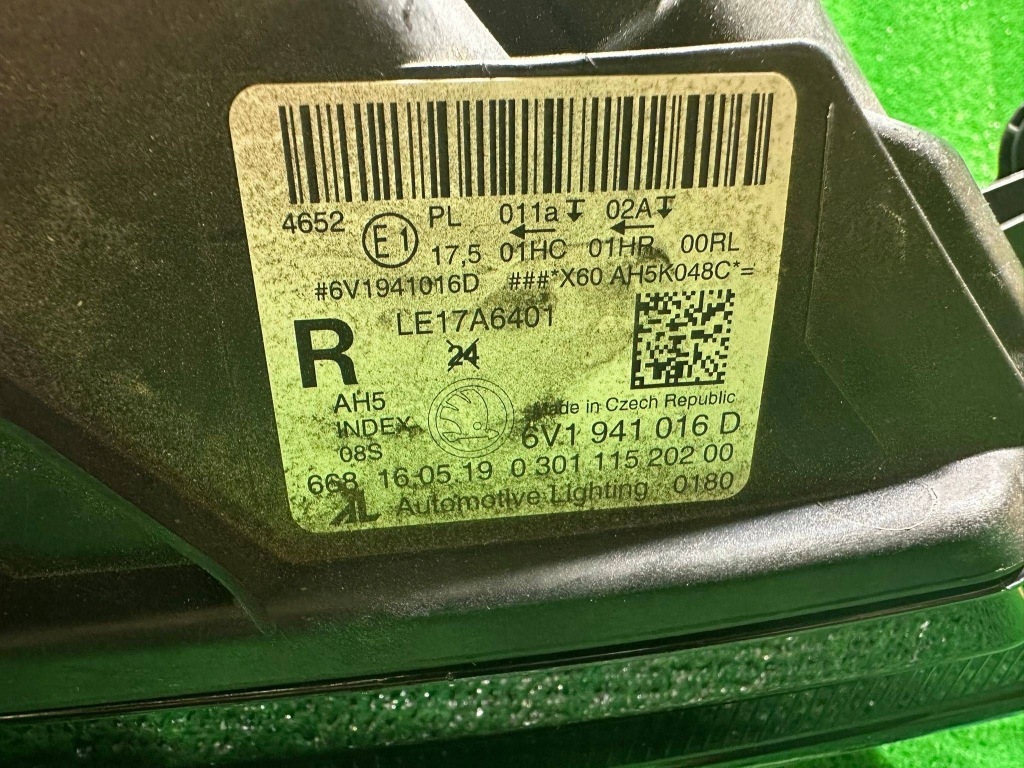 4652 E1 PL 011a 02A
17,5 01HC 01HR 00RL
#6V1941016D ###*X60 AH5K048C*=
R LE17A6401
24
AH5
INDEX
08S
Made in Czech Republic
6V1 941 016 D
668 16.05.19 0 301 115 202 00
AL Automotive Lighting 0180